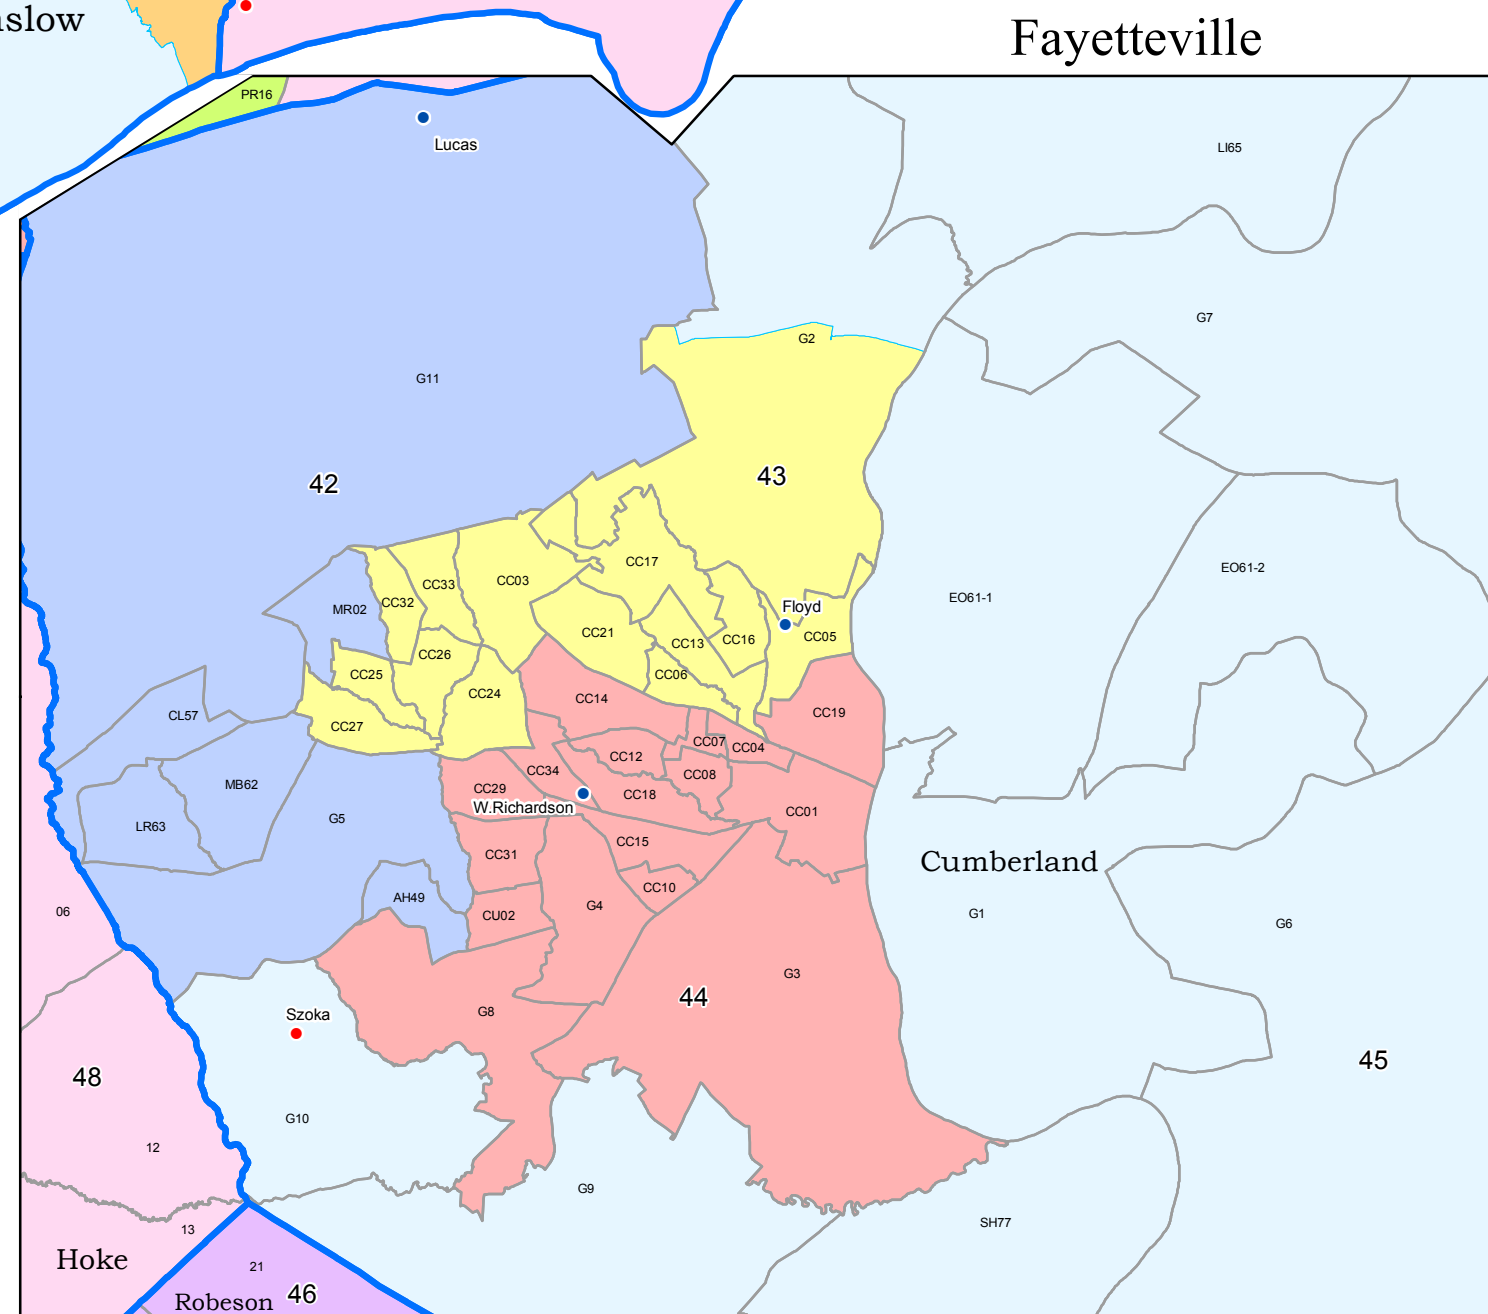 nslow
Fayetteville
PR16
Lucas
LI65
G7
G2
G11
42
43
CC17
CC33
CC03
CC32
MR02
EO61-2
EO61-1
Floyd
CC21
CC13
CC16
CC05
CC26
CC25
CC06
CC24
CC14
CL57
CC27
CC19
CC07
CC04
CC12
CC34
CC08
MB62
CC29
CC18
W.Richardson
CC01
LR63
G5
CC15
CC31
Cumberland
CC10
AH49
G4
CU02
06
G1
G6
G3
44
G8
Szoka
45
48
G10
12
G9
SH77
13
Hoke
21
46
Robeson